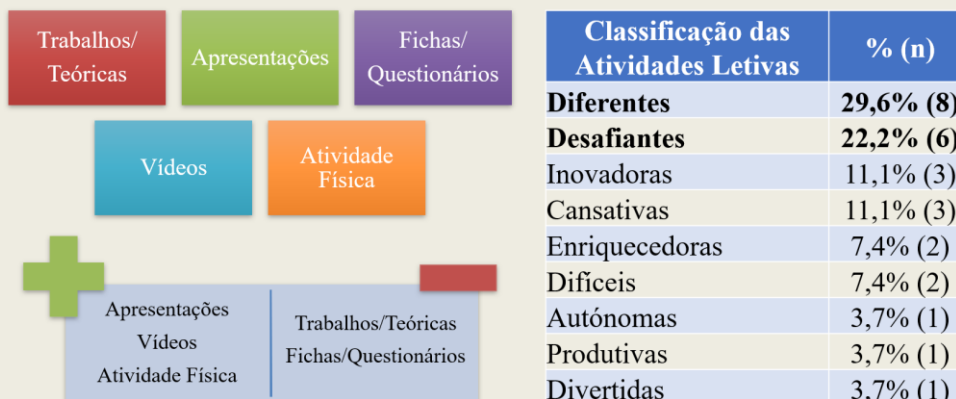 Trabalhos/
Teóricas
Apresentações
Fichas/
Questionários
Vídeos
Atividade
Física
Apresentações
Vídeos
Atividade Física
Trabalhos/Teóricas
Fichas/Questionários
Classificação das
Atividades Letivas
% (n)
Diferentes 29,6% (8)
Desafiantes 22,2% (6)
Inovadoras 11,1% (3)
Cansativas 11,1% (3)
Enriquecedoras 7,4% (2)
Difíceis 7,4% (2)
Autónomas 3,7% (1)
Produtivas 3,7% (1)
Divertidas 3,7% (1)